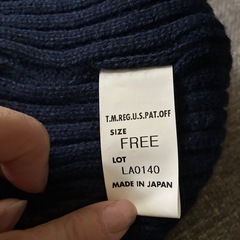 T.M.REG.U.S.PAT.OFF
SIZE
FREE
LOT
LA0140
MADE IN JAPAN